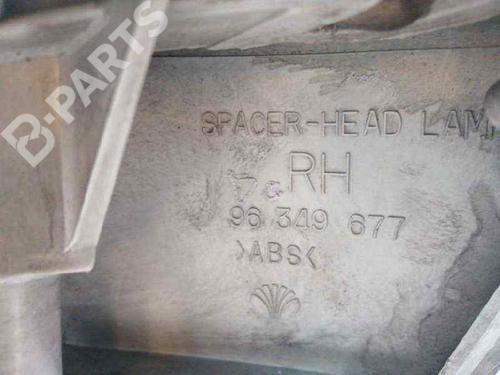 B-PARTS
SPACER-HEAD LAM
RH
96 349 677
>ABS<